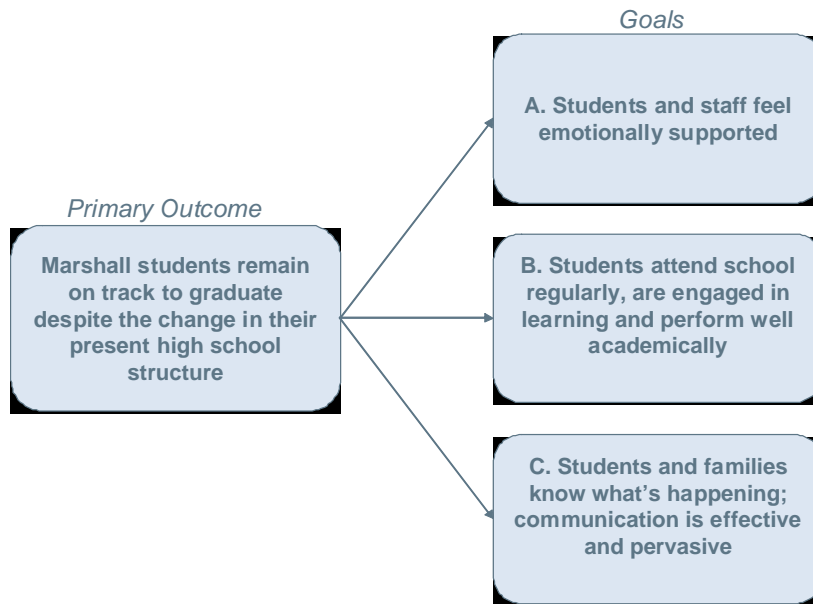 Goals
A. Students and staff feel
emotionally supported
Primary Outcome
Marshall students remain
on track to graduate
despite the change in their
present high school
structure
B. Students attend school
regularly, are engaged in
learning and perform well
academically
C. Students and families
know what’s happening;
communication is effective
and pervasive